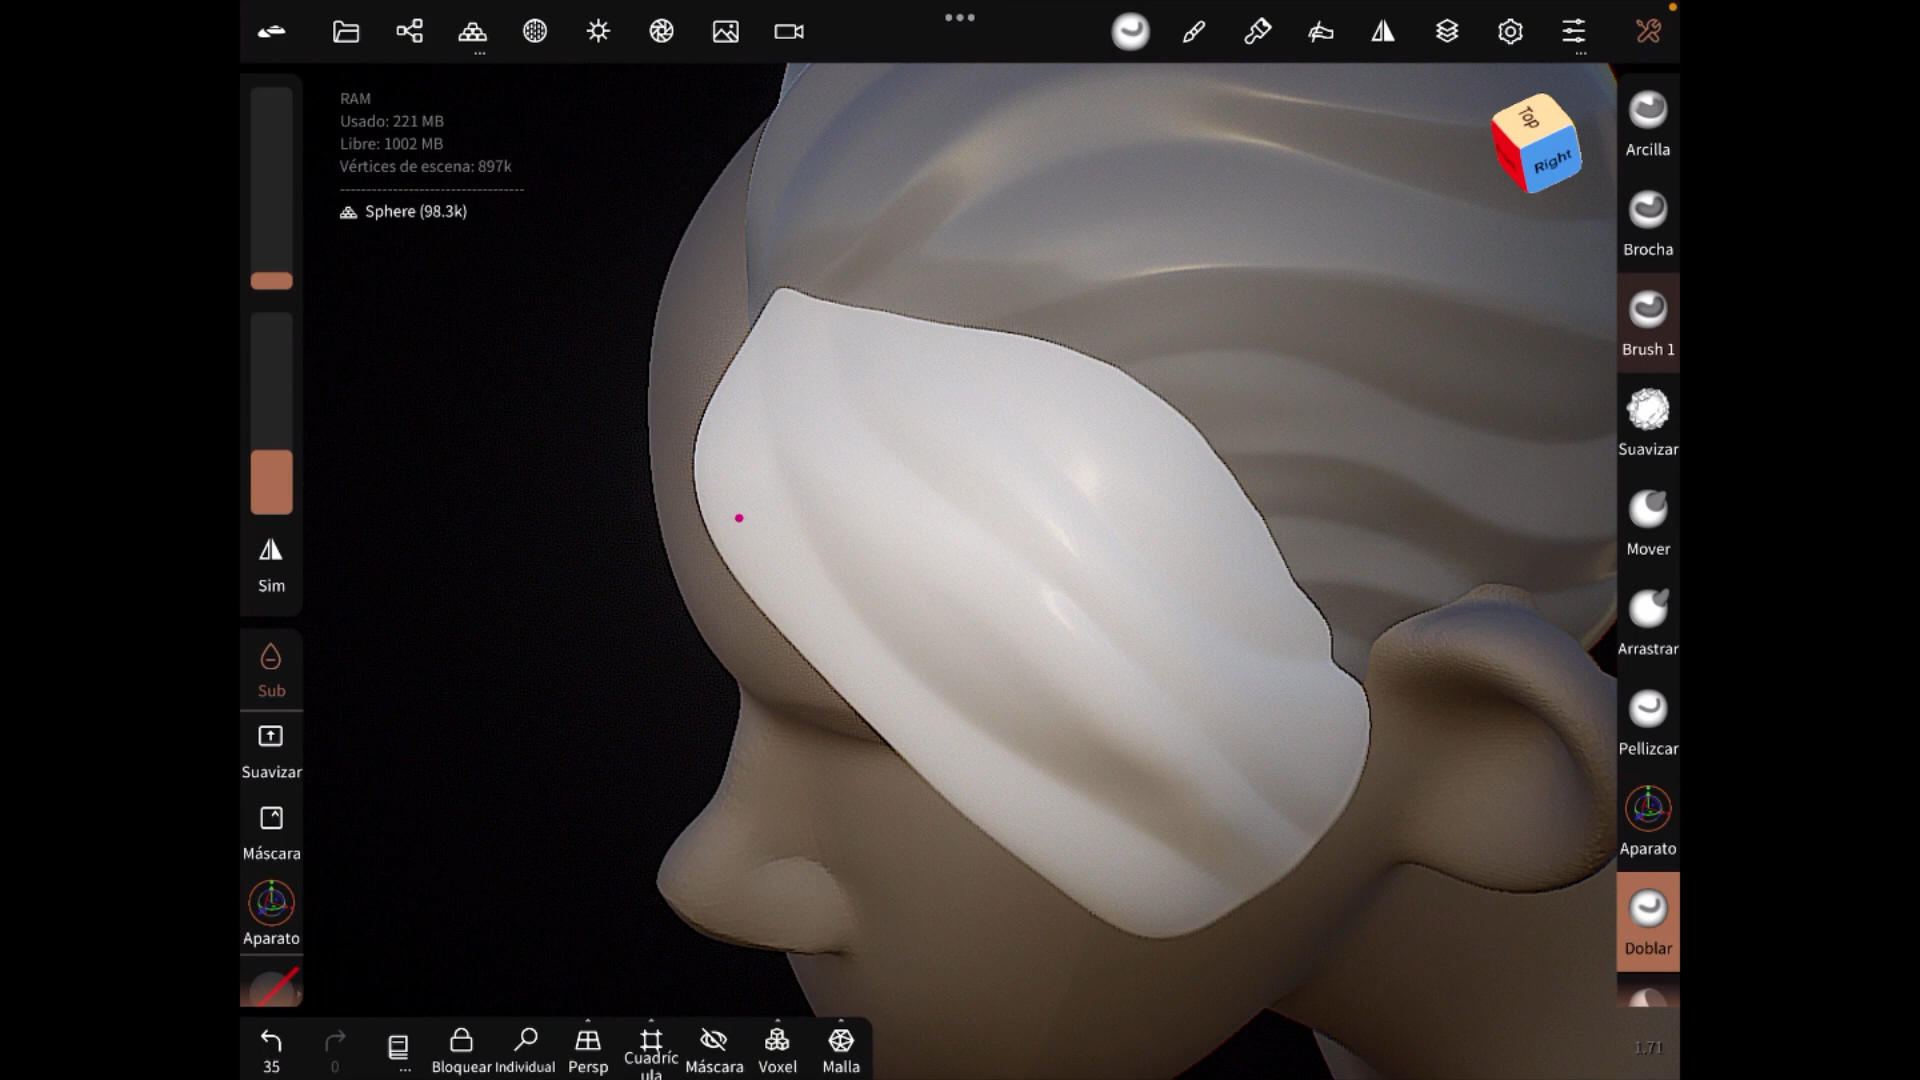 RAM
Usado: 221 MB
Libre: 1002 MB
Vértices de escena: 897k
Sphere (98.3k)
Top
Right
Arcilla
Brocha
Brush 1
Suavizar
Mover
Arrastrar
Pellizcar
Aparato
Doblar
Sim
Sub
Suavizar
Máscara
Aparato
35
0
Bloquear
Individual
Persp
Cuadríc
ula
Máscara
Voxel
Malla
1.71